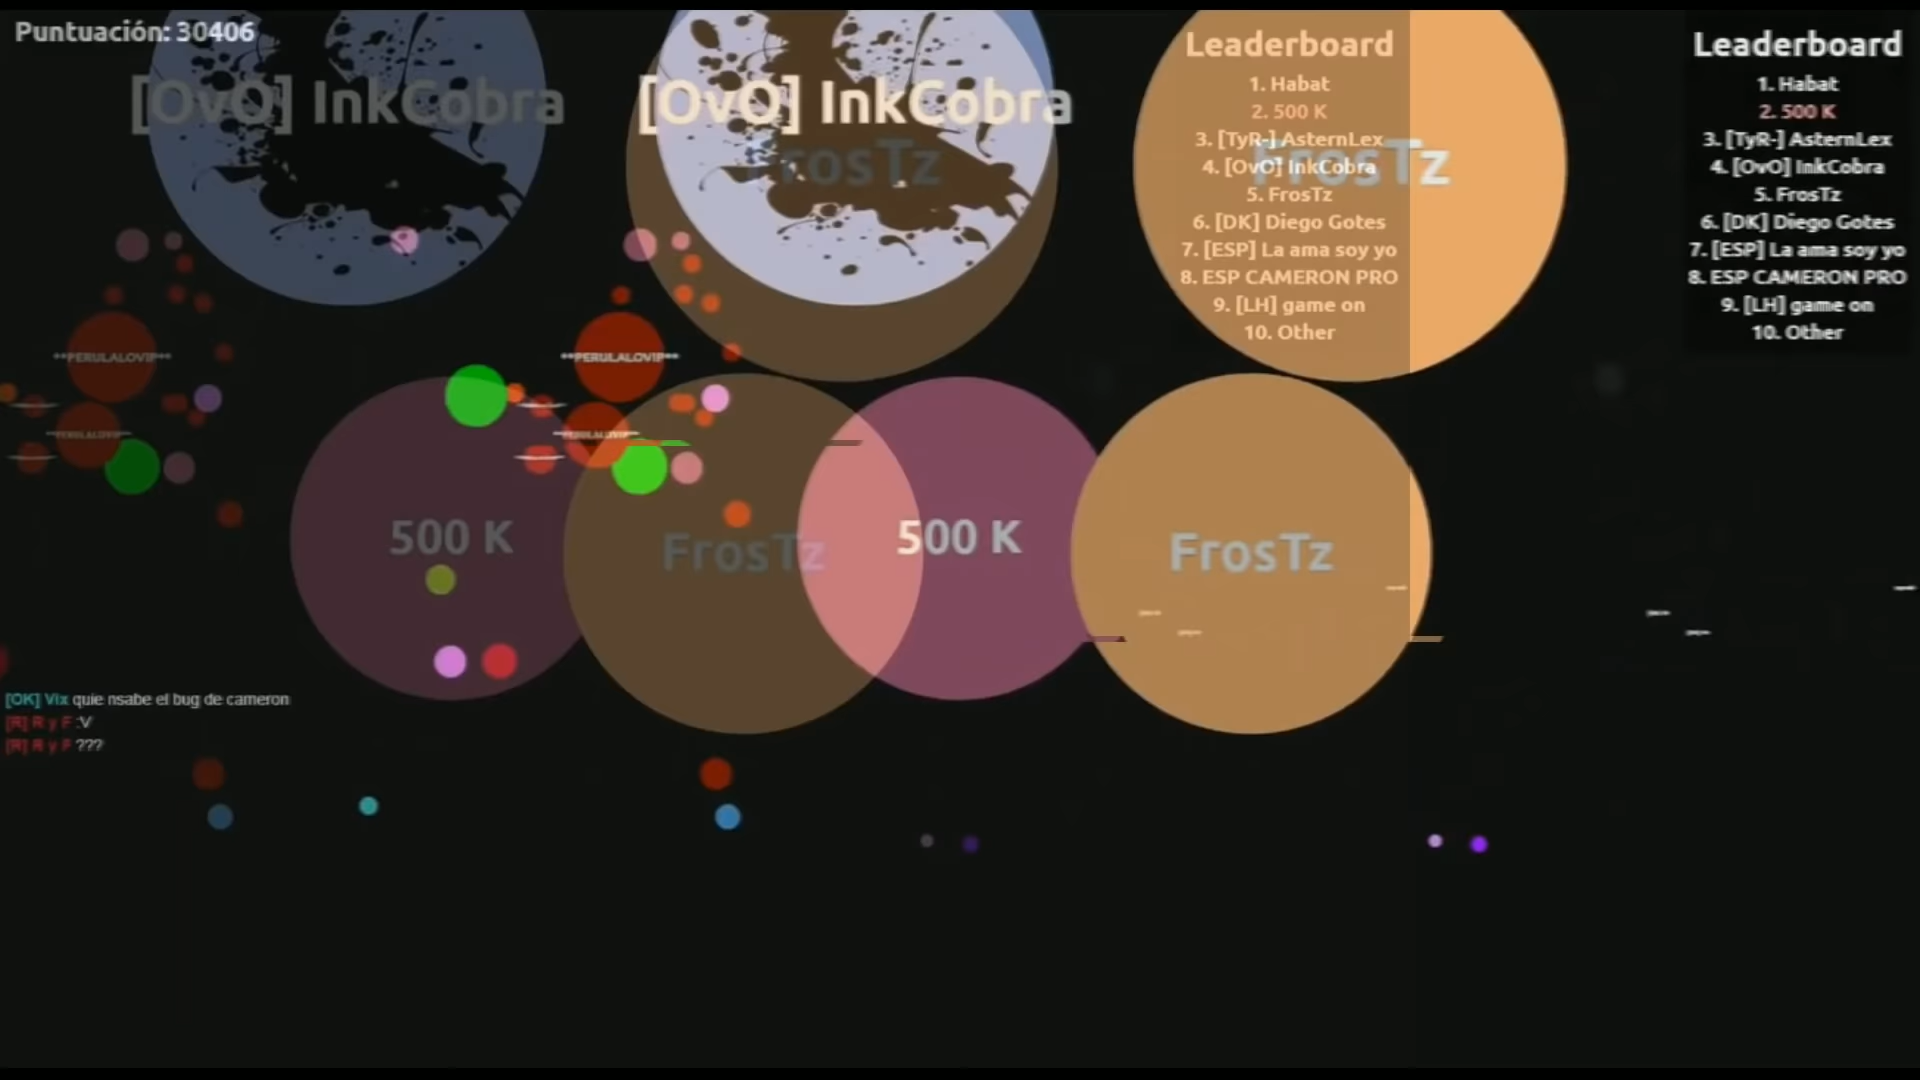 Puntuación: 30406
[OvO] InkCobra
[OvO] InkCobra
FrosTz
FrosTz
Leaderboard
1. Habat
2. 500 K
3. [TyR-] AsternLex
4. [OvO] InkCobra
5. FrosTz
6. [DK] Diego Gotes
7. [ESP] La ama soy yo
8. ESP CAMERON PRO
9. [LH] game on
10. Other
Leaderboard
1. Habat
2. 500 K
3. [TyR-] AsternLex
4. [OvO] InkCobra
5. FrosTz
6. [DK] Diego Gotes
7. [ESP] La ama soy yo
8. ESP CAMERON PRO
9. [LH] game on
10. Other
**PERULALOVIP**
**PERULALOVIP**
**PERULALOVIP**
**PERULALOVIP**
500 K
FrosTz
500 K
FrosTz
[OK] Vix quie nsabe el bug de cameron
[R] R y F :V
[R] R y F ???